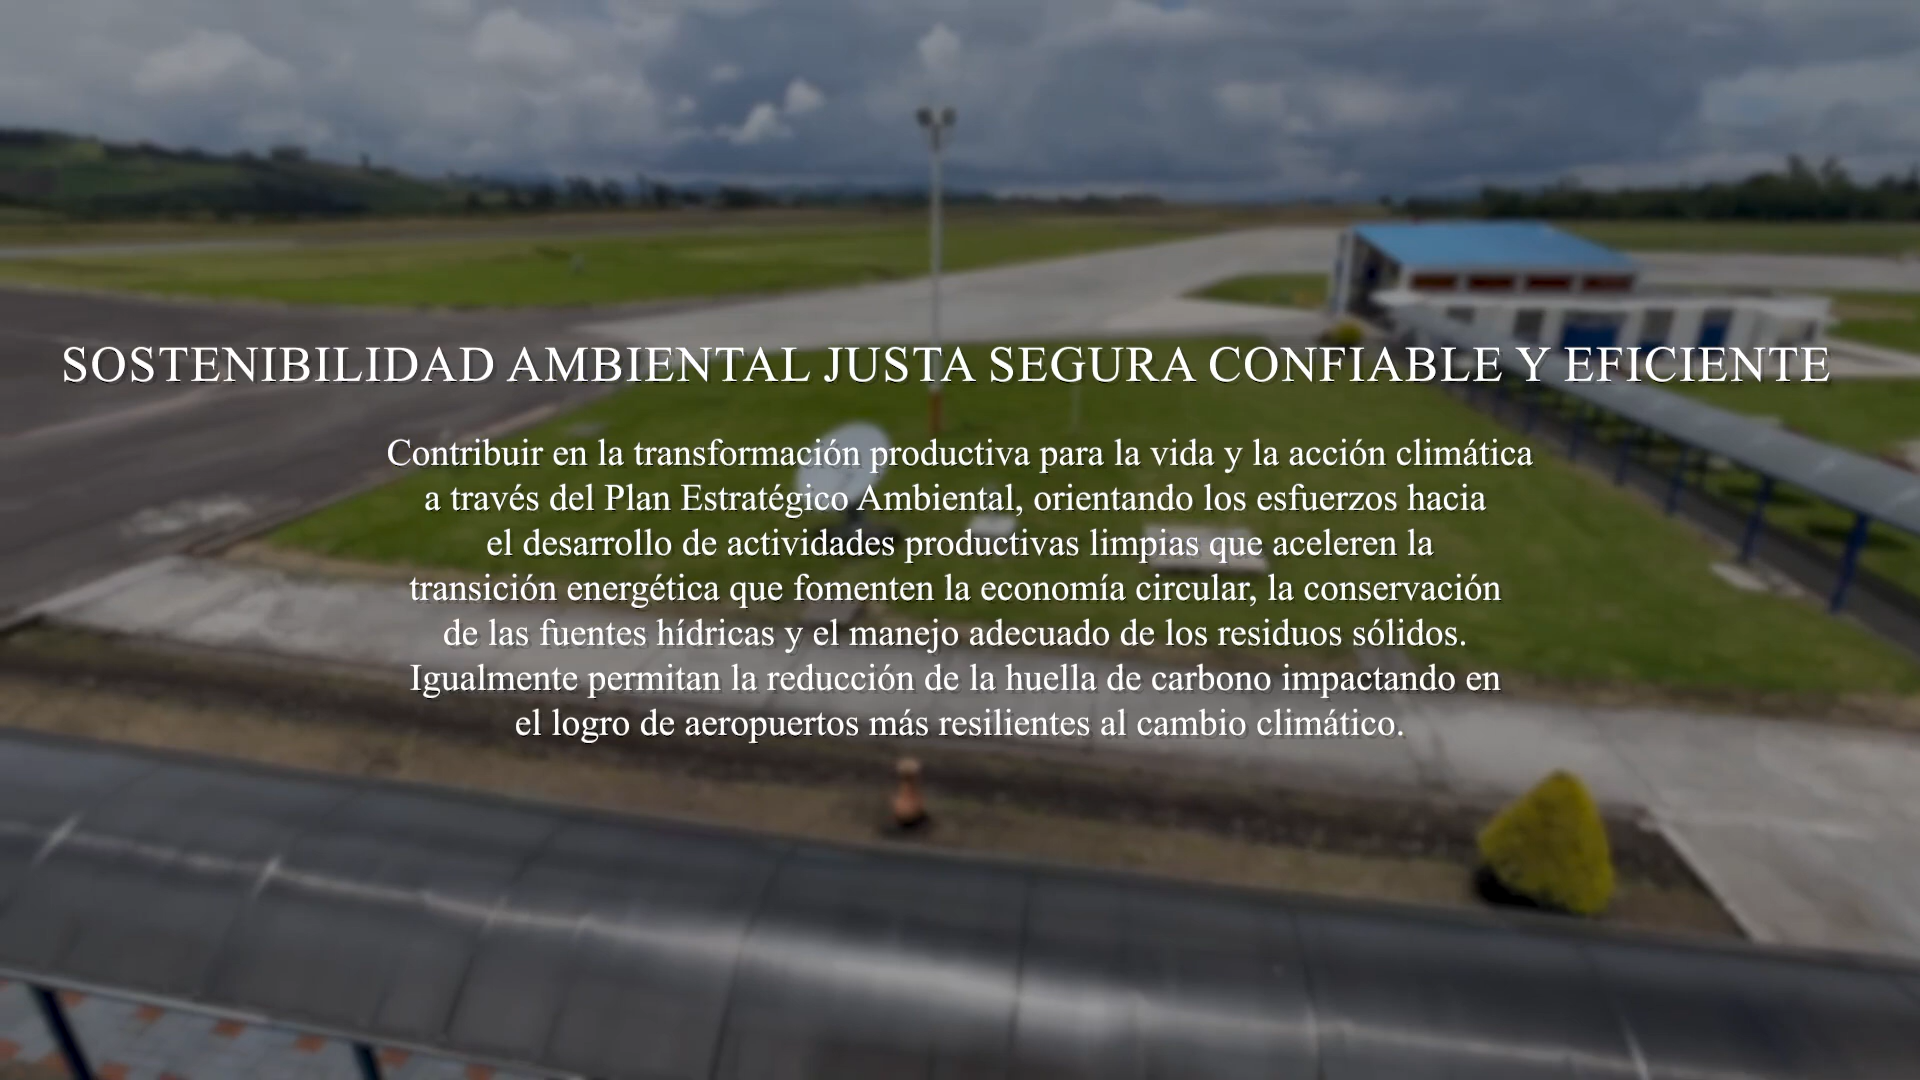 SOSTENIBILIDAD AMBIENTAL JUSTA SEGURA CONFIABLE Y EFICIENTE
Contribuir en la transformación productiva para la vida y la acción climática
a través del Plan Estratégico Ambiental, orientando los esfuerzos hacia
el desarrollo de actividades productivas limpias que aceleren la
transición energética que fomenten la economía circular, la conservación
de las fuentes hídricas y el manejo adecuado de los residuos sólidos.
Igualmente permitan la reducción de la huella de carbono impactando en
el logro de aeropuertos más resilientes al cambio climático.